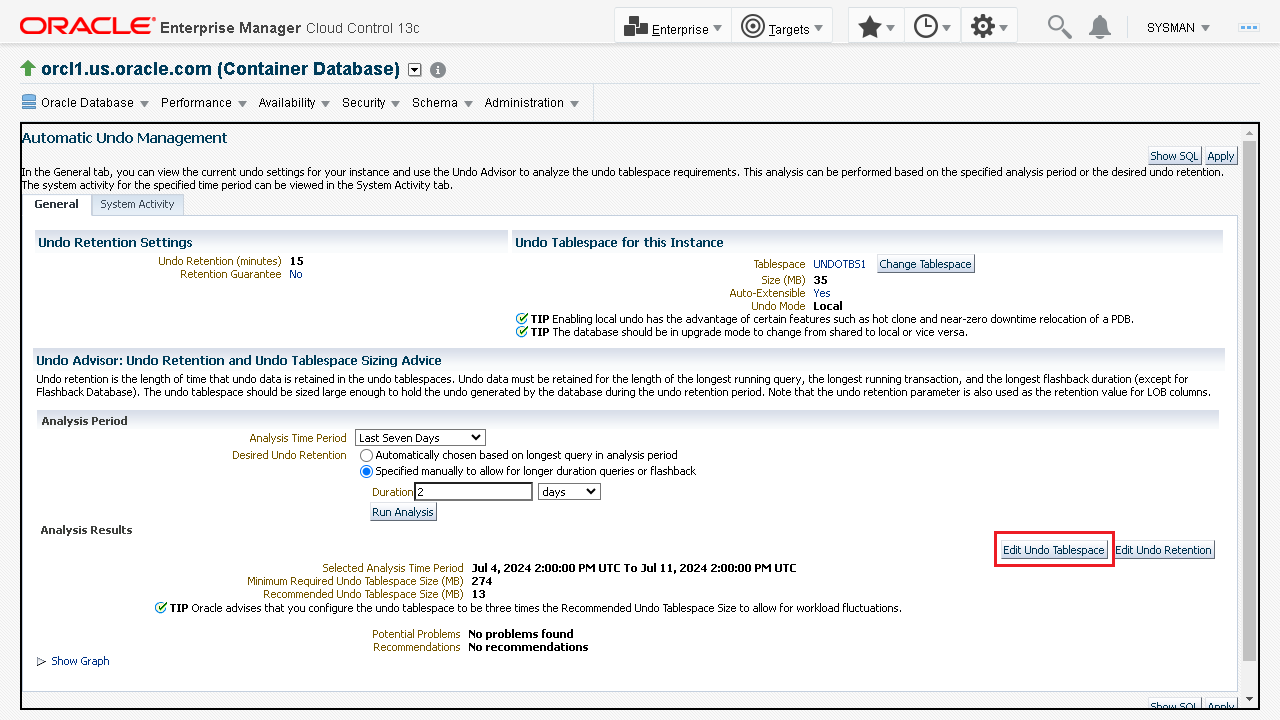 ORACLE Enterprise Manager Cloud Control 13c Enterprise Targets SYSMAN
orcl1.us.oracle.com (Container Database)
Oracle Database Performance Availability Security Schema Administration
Automatic Undo Management
Show SQL Apply
In the General tab, you can view the current undo settings for your instance and use the Undo Advisor to analyze the undo tablespace requirements. This analysis can be performed based on the specified analysis period or the desired undo retention.
The system activity for the specified time period can be viewed in the System Activity tab.
General System Activity
Undo Retention Settings
Undo Retention (minutes) 15
Retention Guarantee No
Undo Tablespace for this Instance
Tablespace UNDOTBS1 Change Tablespace
Size (MB) 35
Auto-Extensible Yes
Undo Mode Local
TIP Enabling local undo has the advantage of certain features such as hot clone and near-zero downtime relocation of a PDB.
TIP The database should be in upgrade mode to change from shared to local or vice versa.
Undo Advisor: Undo Retention and Undo Tablespace Sizing Advice
Undo retention is the length of time that undo data is retained in the undo tablespaces. Undo data must be retained for the length of the longest running query, the longest running transaction, and the longest flashback duration (except for
Flashback Database). The undo tablespace should be sized large enough to hold the undo generated by the database during the undo retention period. Note that the undo retention parameter is also used as the retention value for LOB columns.
Analysis Period
Analysis Time Period Last Seven Days
Desired Undo Retention Automatically chosen based on longest query in analysis period
Specified manually to allow for longer duration queries or flashback
Duration 2 days
Run Analysis
Analysis Results
Edit Undo Tablespace Edit Undo Retention
Selected Analysis Time Period Jul 4, 2024 2:00:00 PM UTC To Jul 11, 2024 2:00:00 PM UTC
Minimum Required Undo Tablespace Size (MB) 274
Recommended Undo Tablespace Size (MB) 13
TIP Oracle advises that you configure the undo tablespace to be three times the Recommended Undo Tablespace Size to allow for workload fluctuations.
Potential Problems No problems found
Recommendations No recommendations
Show Graph
Show SQL Apply